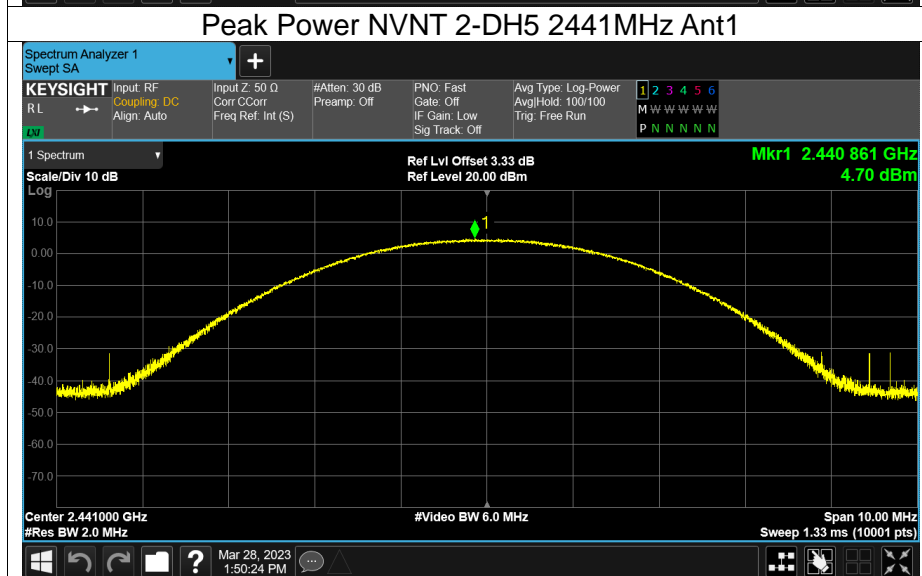 Peak Power NVNT 2-DH5 2441MHz Ant1
Spectrum Analyzer 1
Swept SA
+
KEYSIGHT
RL
LXI
Input: RF
Coupling: DC
Align: Auto
Input Z: 50 Ω
Corr CCorr
Freq Ref: Int (S)
#Atten: 30 dB
Preamp: Off
PNO: Fast
Gate: Off
IF Gain: Low
Sig Track: Off
Avg Type: Log-Power
Avg|Hold: 100/100
Trig: Free Run
1 2 3 4 5 6
M W W W W W
P N N N N N
1 Spectrum
Scale/Div 10 dB
Log
Ref Lvl Offset 3.33 dB
Ref Level 20.00 dBm
Mkr1 2.440 861 GHz
4.70 dBm
1
10.0
0.00
-10.0
-20.0
-30.0
-40.0
-50.0
-60.0
-70.0
Center 2.441000 GHz
#Res BW 2.0 MHz
#Video BW 6.0 MHz
Span 10.00 MHz
Sweep 1.33 ms (10001 pts)
?
Mar 28, 2023
1:50:24 PM